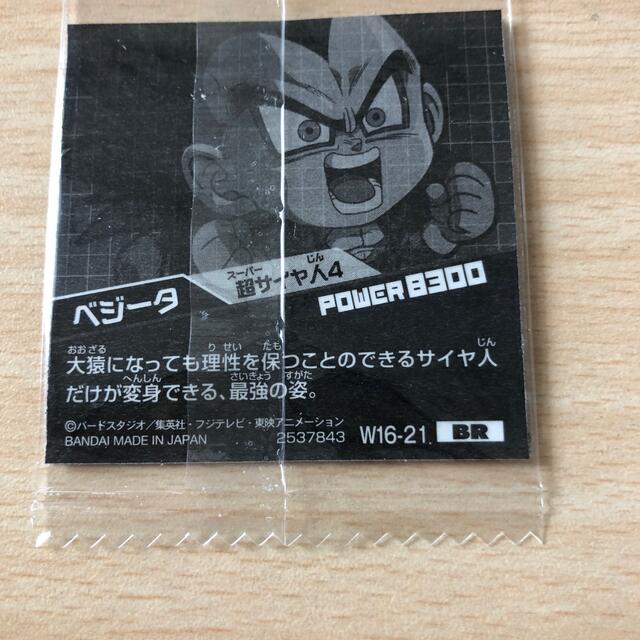 スーパー じん
超サイヤ人4
ベジータ
POWER 8300
おおざる りせい たも じん
大猿になっても理性を保つことのできるサイヤ人
へんしん さいきょう すがた
だけが変身できる、最強の姿。
©バードスタジオ／集英社・フジテレビ・東映アニメーション
BANDAI MADE IN JAPAN 2537843 W16-21. BR